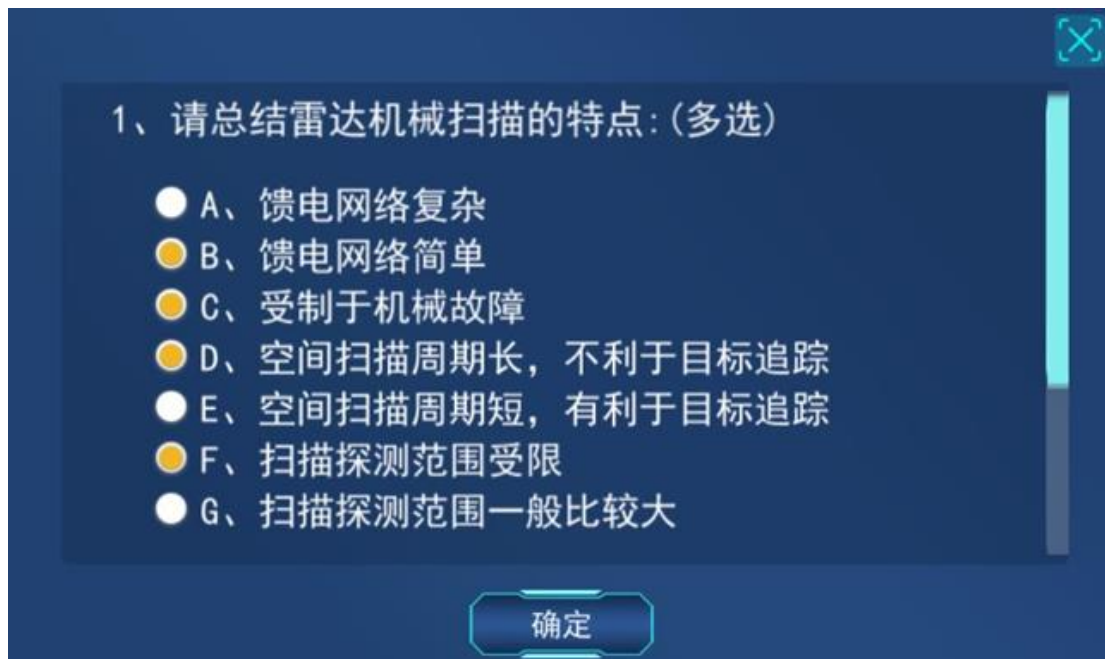 1、请总结雷达机械扫描的特点:(多选)
A、馈电网络复杂
B、馈电网络简单
C、受制于机械故障
D、空间扫描周期长，不利于目标追踪
E、空间扫描周期短，有利于目标追踪
F、扫描探测范围受限
G、扫描探测范围一般比较大
确定